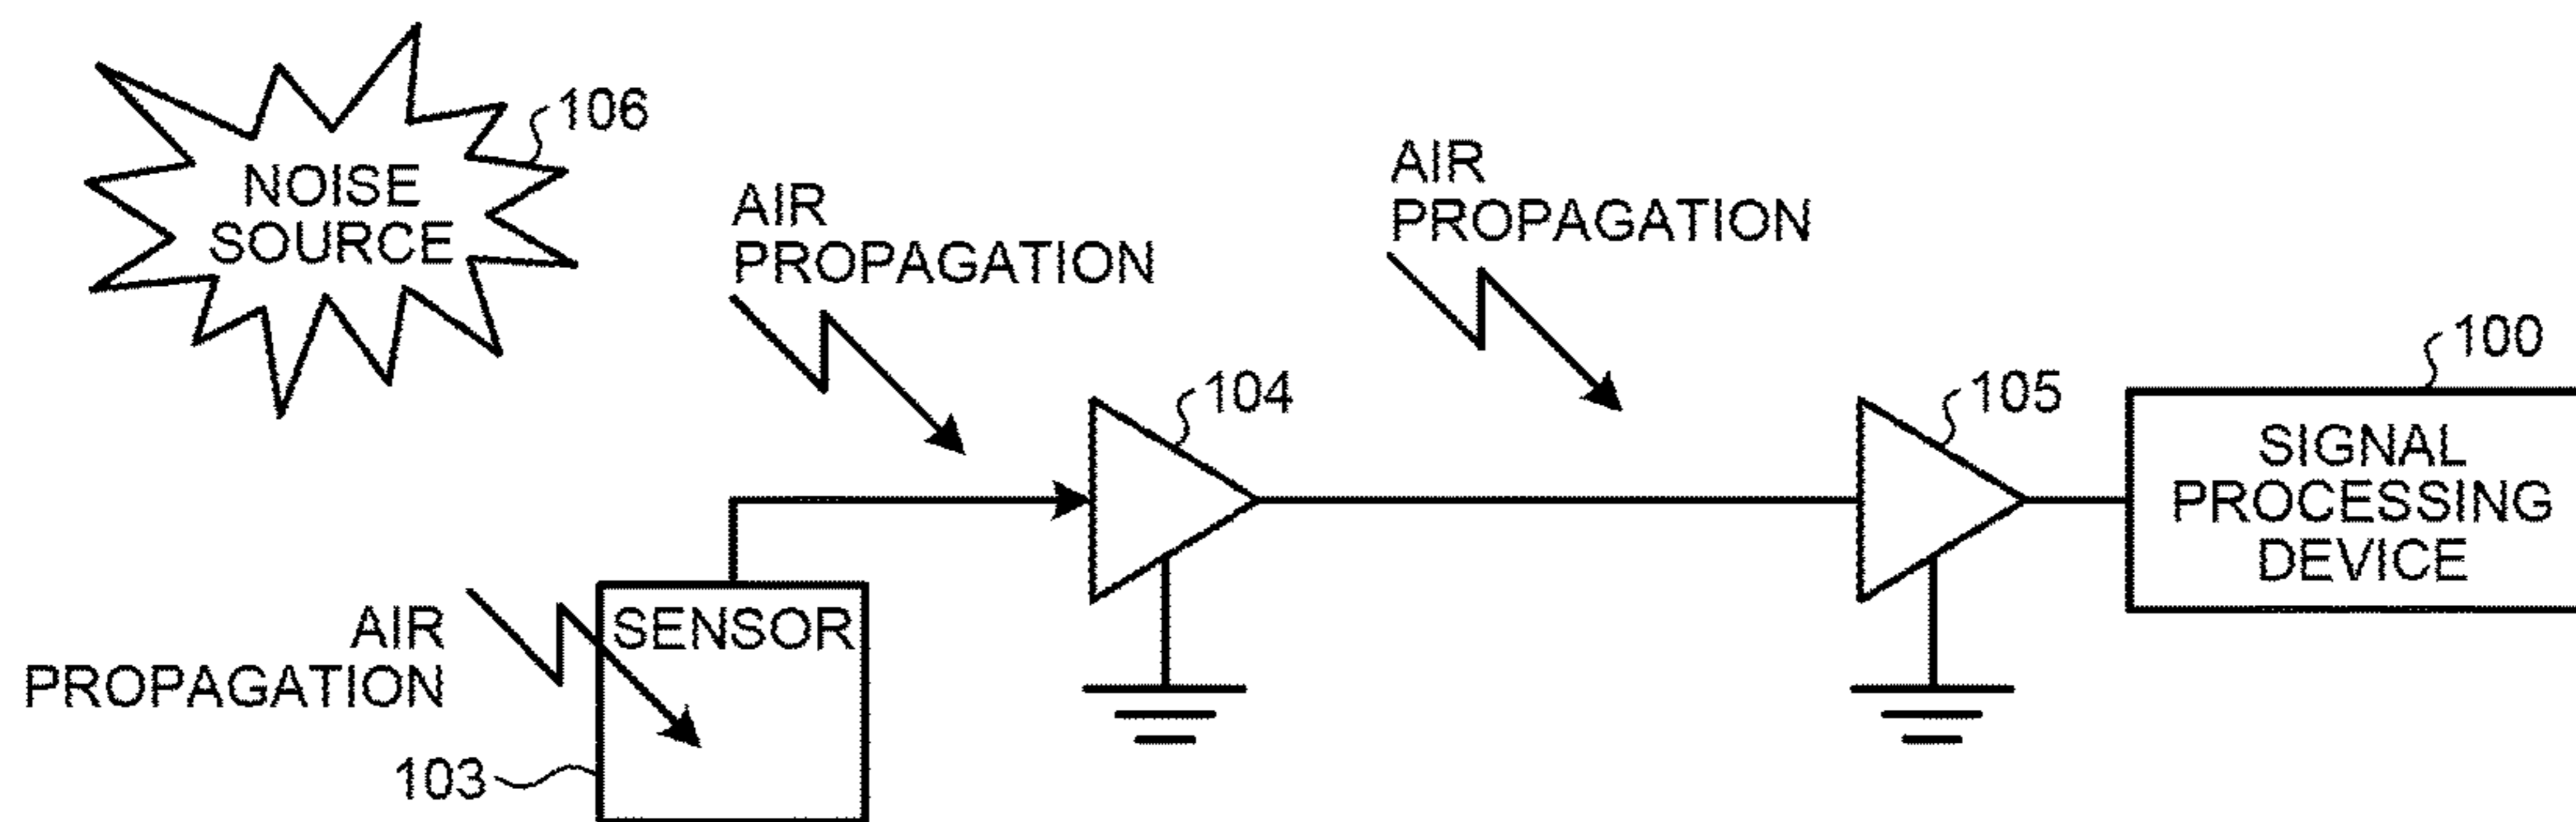 106
NOISE
SOURCE
AIR
PROPAGATION
AIR
PROPAGATION
104
105
100
SIGNAL
PROCESSING
DEVICE
AIR
PROPAGATION
SENSOR
103